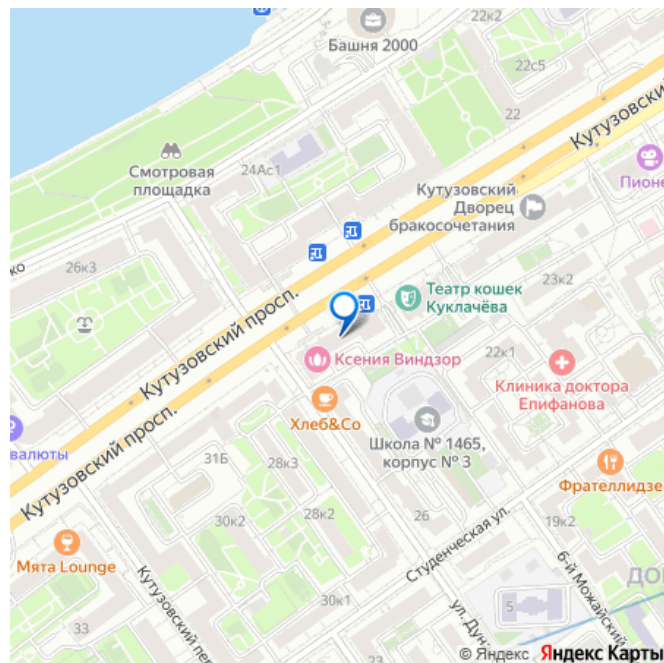 22к2
Башня 2000
22с5
22
Кутузовский
Смотровая
площадка
24Ас1
Пионе
Кутузовский
Дворец
бракосочетания
ко
26к3
23к2
Театр кошек
Куклачёва
Кутузовский просп.
22к1
Ксения Виндзор
Клиника доктора
Епифанова
Хлеб&Co
валюты
Школа № 1465,
корпус № 3
31Б
28к3
Кутузовский просп.
Фрателлидзе
30к2
28к2
26
19к2
Студенческая ул.
Мята Lounge
6-й Можайский
ДО
Кутузовский пе
30к1
5
33
ул. Дун
© Яндекс Яндекс Карты